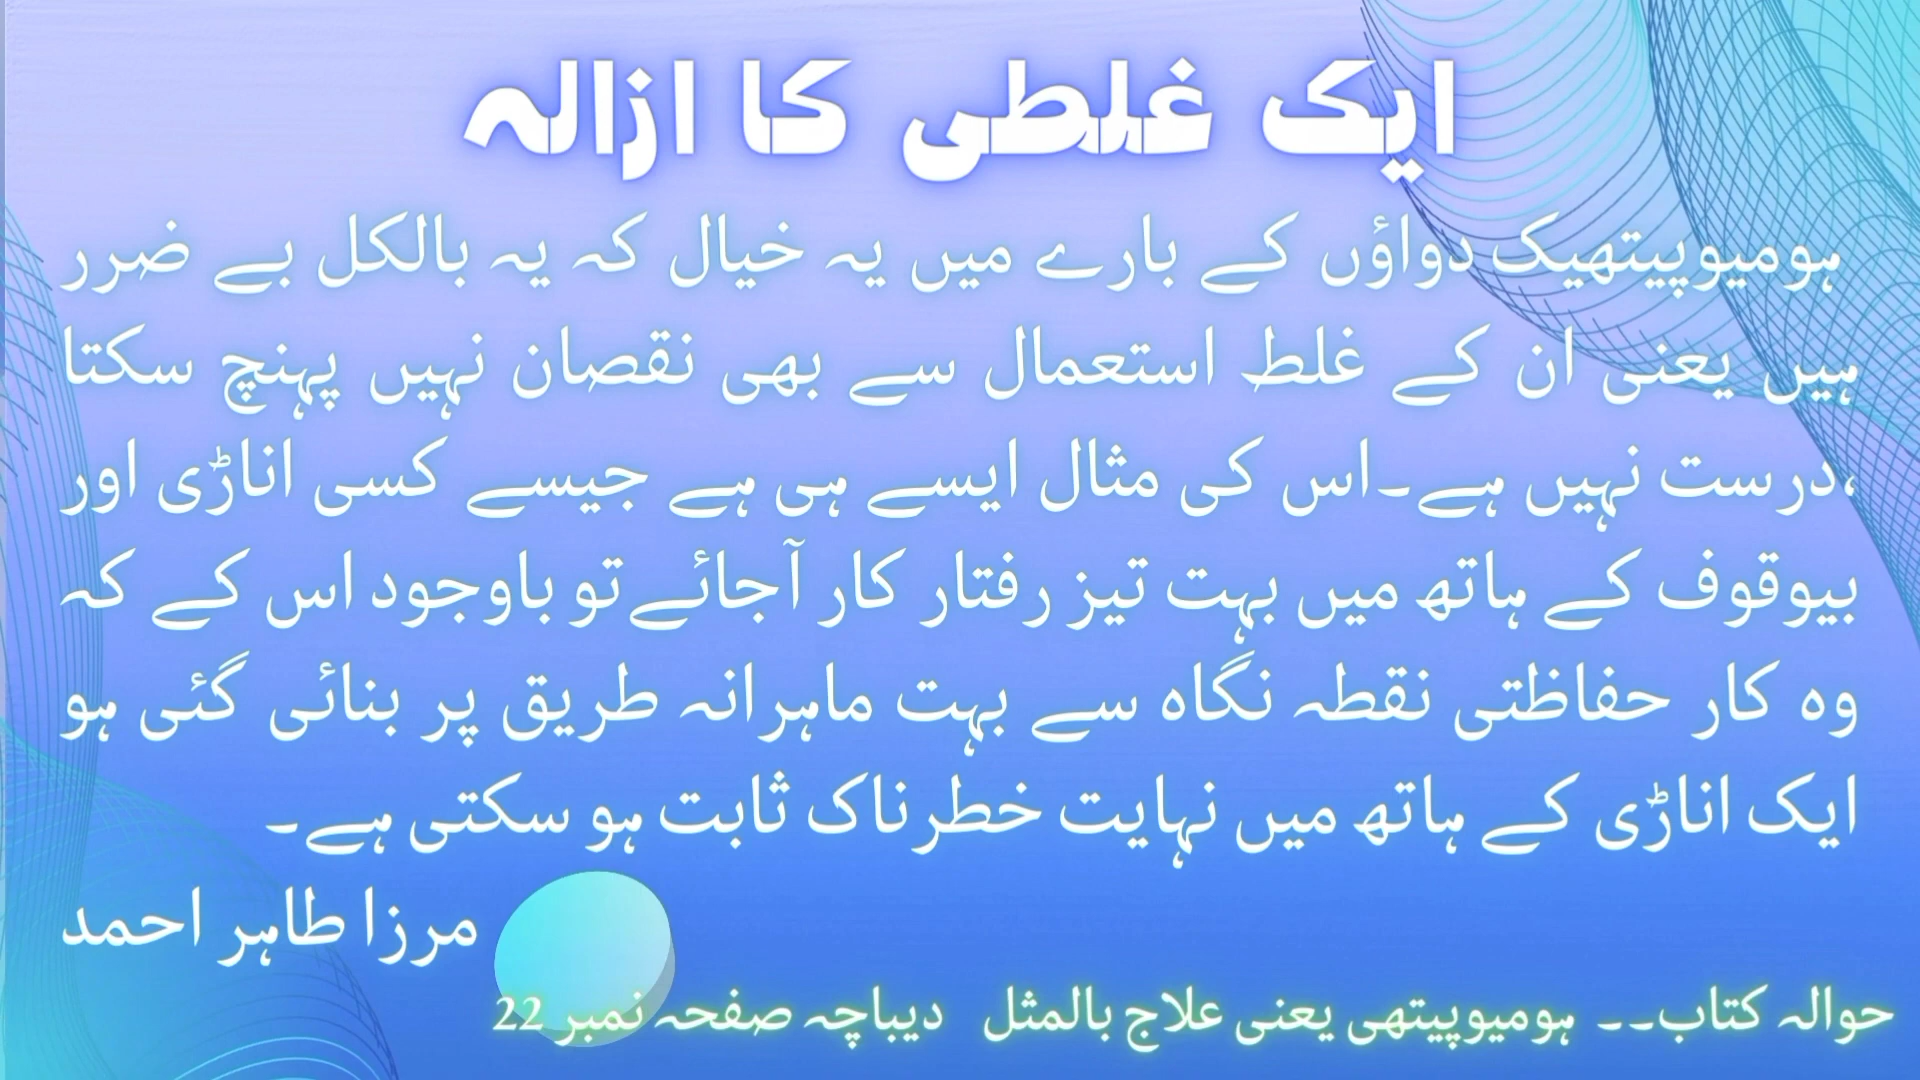 ایک غلطی کا ازالہ
ہومیوپیتھیک دواؤں کے بارے میں یہ خیال کہ یہ بالکل بے ضرر
ہیں یعنی ان کے غلط استعمال سے بھی نقصان نہیں پہنچ سکتا
،درست نہیں ہے۔اس کی مثال ایسے ہی ہے جیسے کسی اناڑی اور
بیوقوف کے ہاتھ میں بہت تیز رفتار کار آجائے تو باوجود اس کے کہ
وہ کار حفاظتی نقطہ نگاہ سے بہت ماہرانہ طریق پر بنائی گئی ہو
ایک اناڑی کے ہاتھ میں نہایت خطرناک ثابت ہو سکتی ہے۔
مرزا طاہر احمد
حوالہ کتاب۔۔ ہومیوپیتھی یعنی علاج بالمثل دیباچہ صفحہ نمبر 22